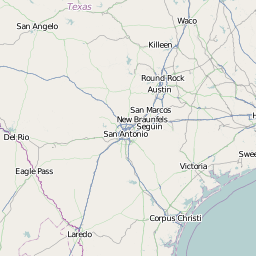 Texas
Waco
San Angelo
Killeen
Round Rock
Austin
San Marcos
New Braunfels
Seguin
San Antonio
Del Rio
Victoria
Eagle Pass
Corpus Christi
Laredo